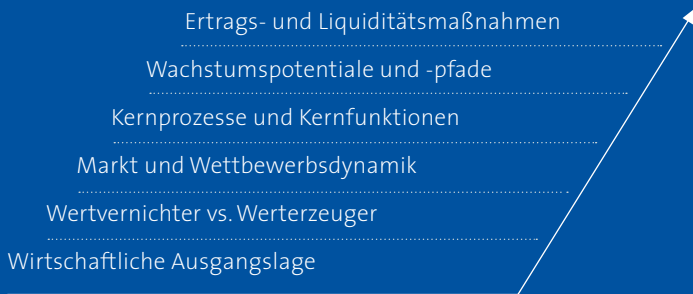 Ertrags- und Liquiditätsmaßnahmen
Wachstumspotentiale und -pfade
Kernprozesse und Kernfunktionen
Markt und Wettbewerbsdynamik
Wertvernichter vs. Werterzeuger
Wirtschaftliche Ausgangslage